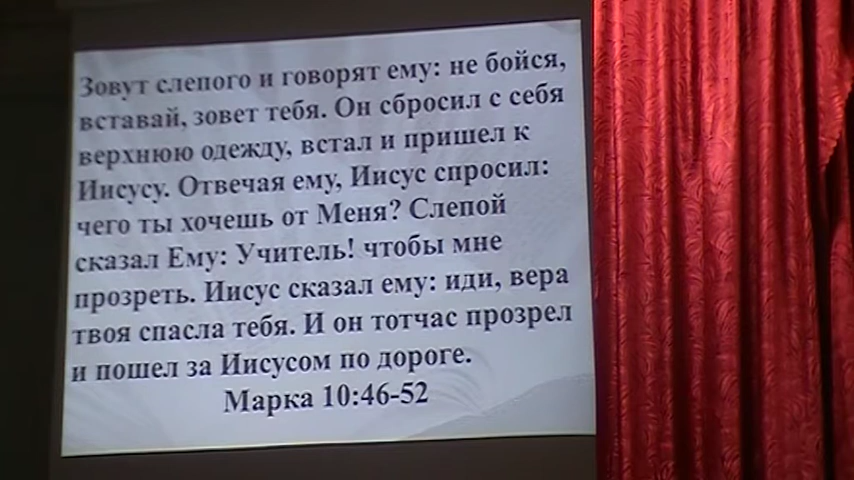 Зовут слепого и говорят ему: не бойся,
вставай, зовет тебя. Он сбросил с себя
верхнюю одежду, встал и пришел к
Иисусу. Отвечая ему, Иисус спросил:
чего ты хочешь от Меня? Слепой
сказал Ему: Учитель! чтобы мне
прозреть. Иисус сказал ему: иди, вера
твоя спасла тебя. И он тотчас прозрел
и пошел за Иисусом по дороге.
Марка 10:46-52